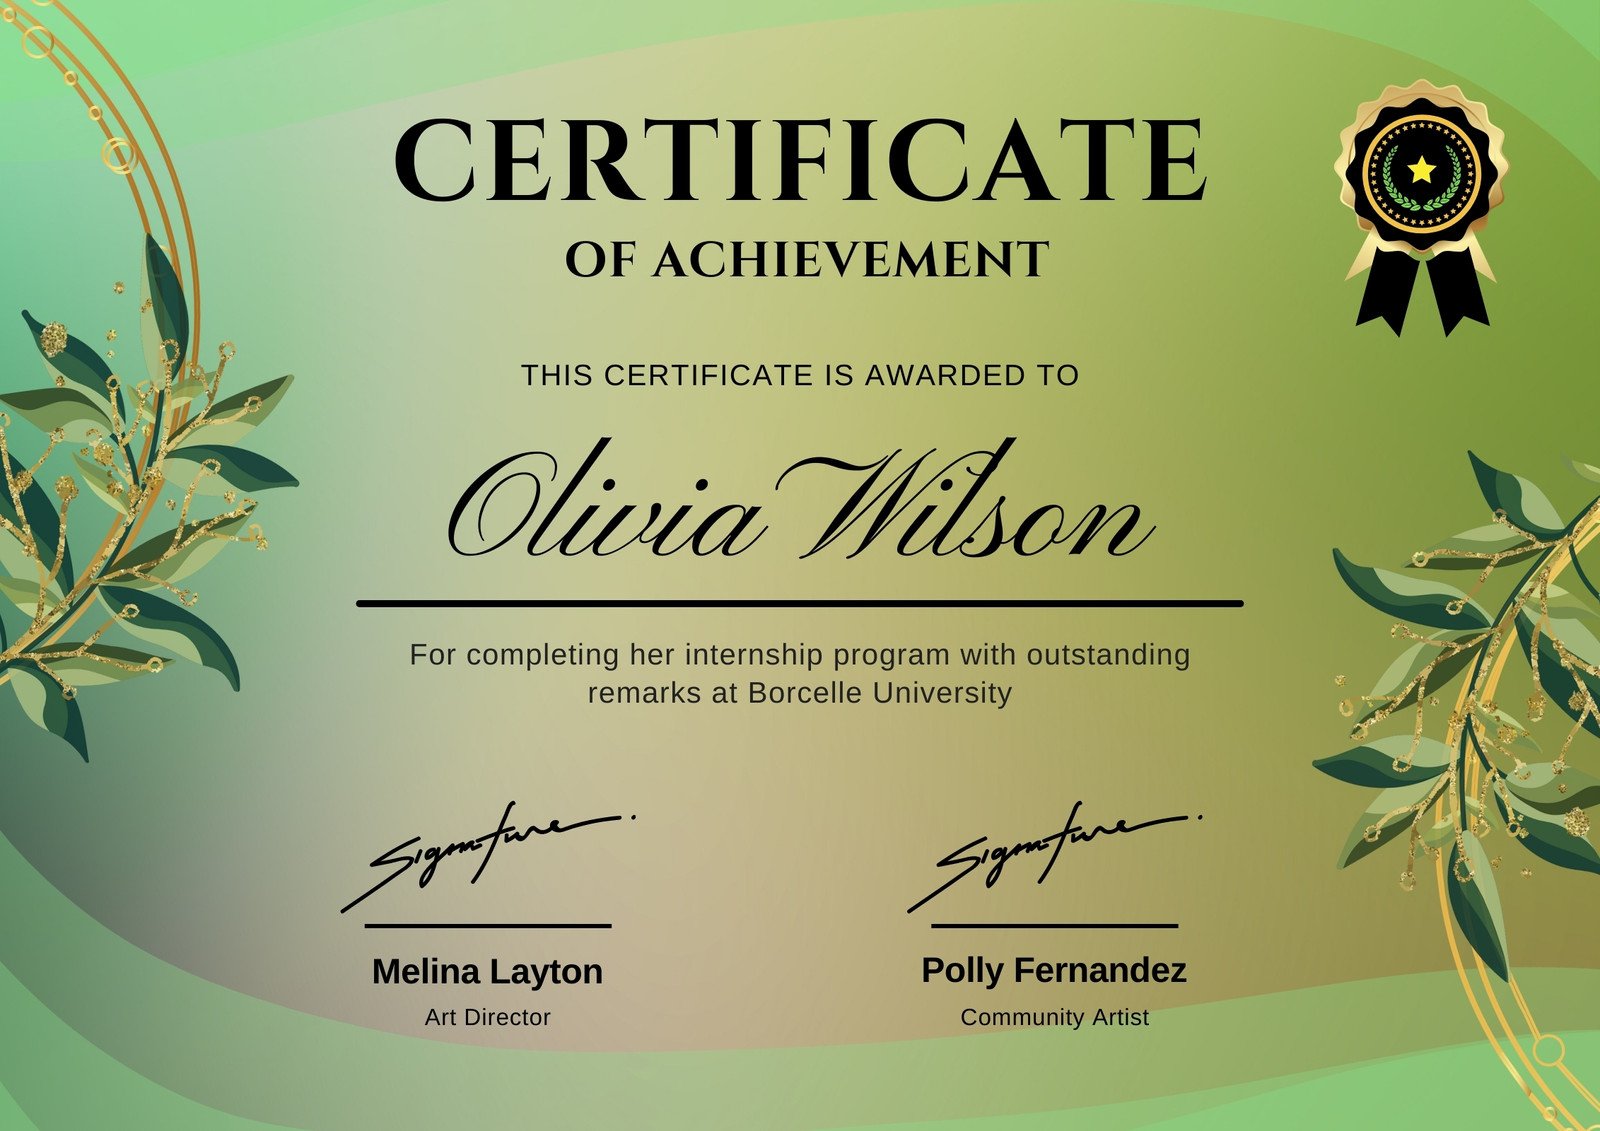 CERTIFICATE
OF ACHIEVEMENT
THIS CERTIFICATE IS AWARDED TO
Olivia Wilson
For completing her internship program with outstanding
remarks at Borcelle University
Signature
Signature
Melina Layton
Polly Fernandez
Art Director
Community Artist